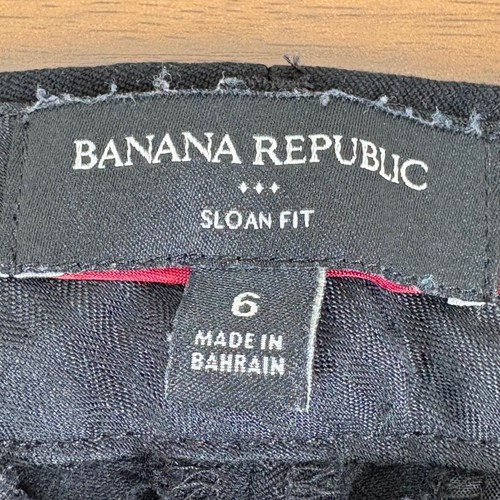 BANANA REPUBLIC
SLOAN FIT
6
MADE IN
BAHRAIN